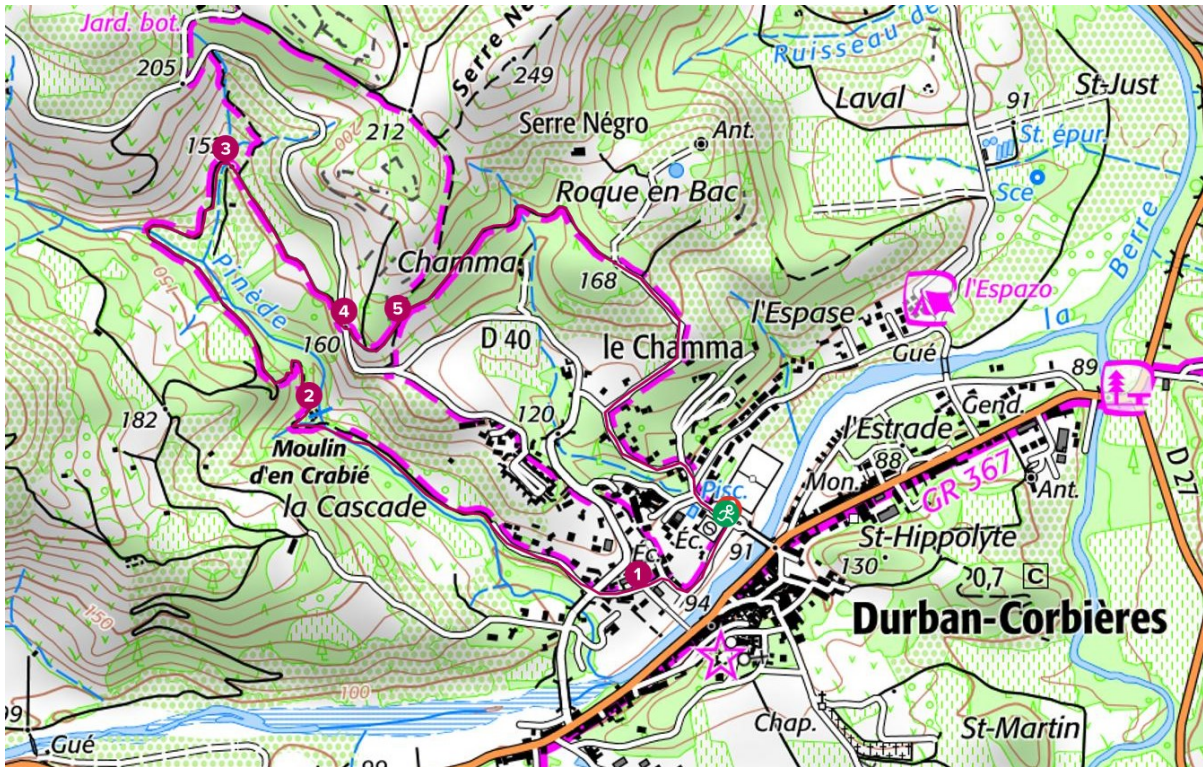 Jard. bot.
205
Serre
249
Ruisseau de
Laval
91
St-Just
212
200
Serre Négro
Ant.
St. épur.
3
Roque en Bac
Sce
Berre
la
150
Pinède
Chamma
168
l'Espazo
4
5
160
D 40
l'Espase
le Chamma
Gué
89
2
182
120
Gend.
l'Estrade
88
Moulin
d'en Crabié
la Cascade
Pisc.
Mon.
GR 367
Ant.
D 27
Éc.
Éc.
91
St-Hippolyte
130
1
94
0,7 C
Durban-Corbières
150
100
Chap.
St-Martin
Gué
99